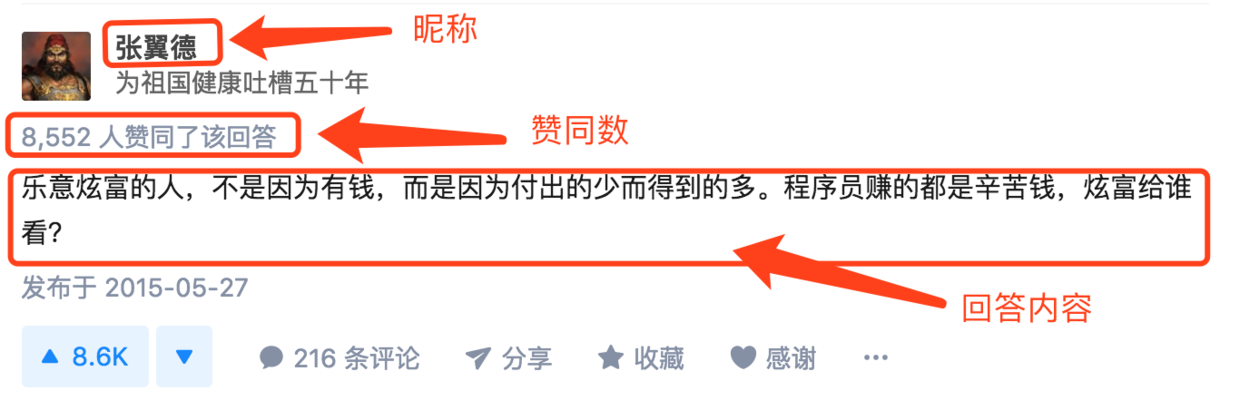 张翼德
昵称
为祖国健康吐槽五十年
8,552 人赞同了该回答
赞同数
乐意炫富的人，不是因为有钱，而是因为付出的少而得到的多。程序员赚的都是辛苦钱，炫富给谁
看？
发布于 2015-05-27
回答内容
8.6K
216 条评论
分享
收藏
感谢